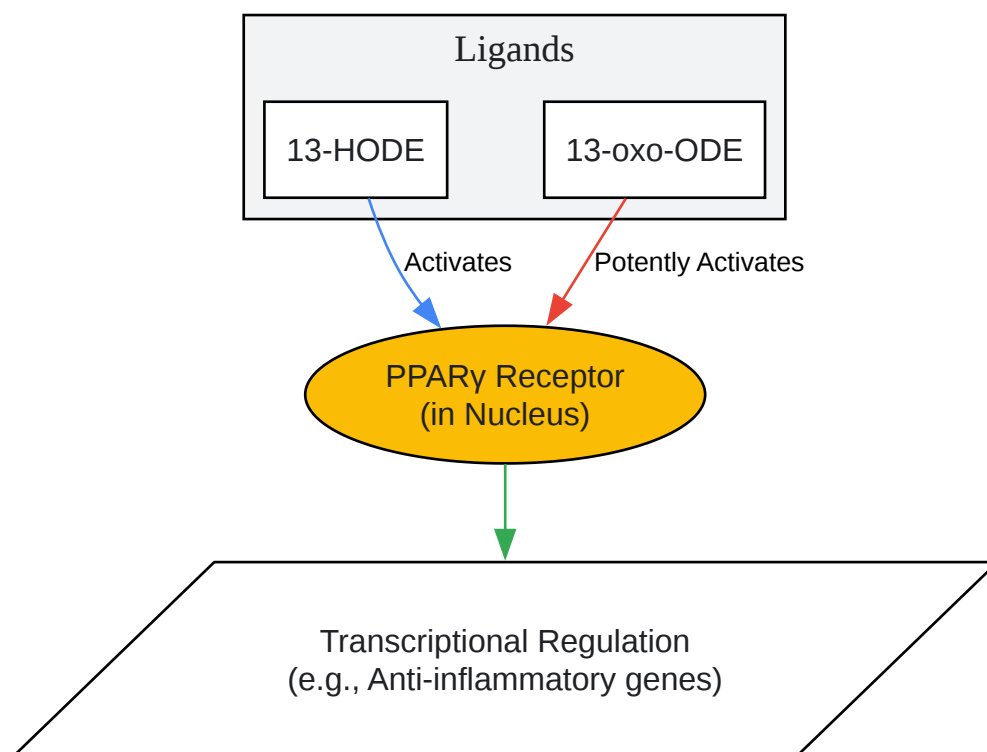 Ligands
13-HODE
13-oxo-ODE
Activates
Potently Activates
PPARγ Receptor
(in Nucleus)
Transcriptional Regulation
(e.g., Anti-inflammatory genes)